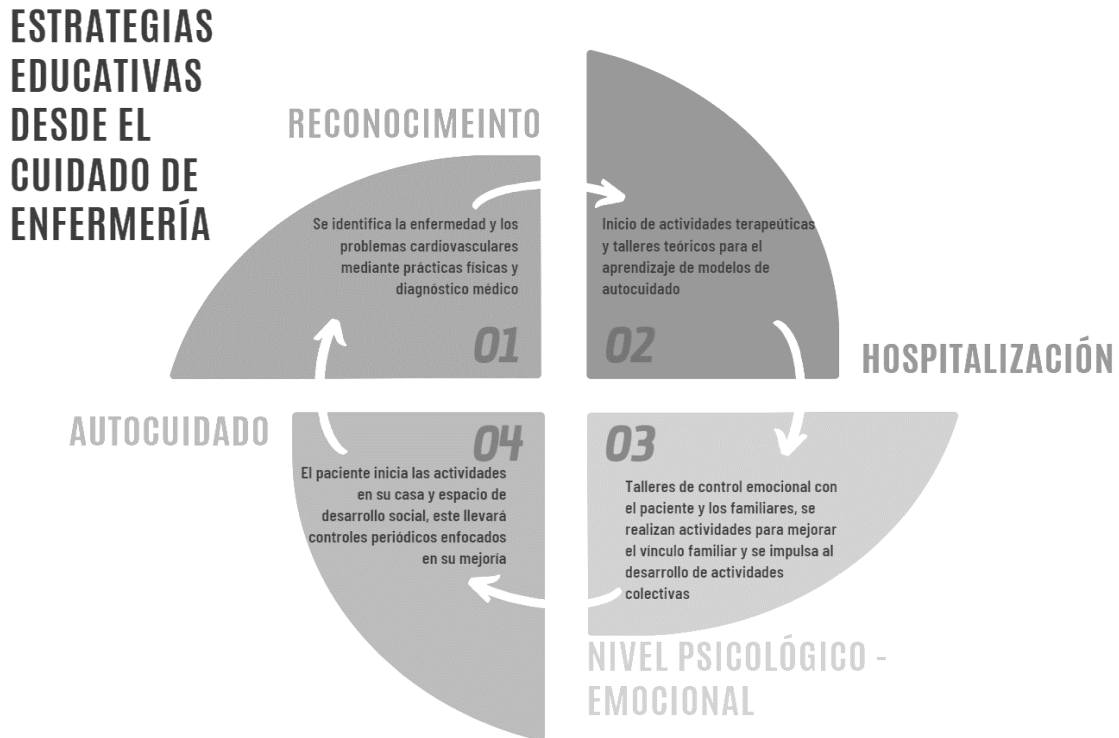 ESTRATEGIAS
EDUCATIVAS
DESDE EL
CUIDADO DE
ENFERMERÍA
RECONOCIMEINTO
Se identifica la enfermedad y los
problemas cardiovasculares
mediante prácticas físicas y
diagnóstico médico
01
Inicio de actividades terapeúticas
y talleres teóricos para el
aprendizaje de modelos de
autocuidado
02
HOSPITALIZACIÓN
03
Talleres de control emocional con
el paciente y los familiares, se
realizan actividades para mejorar
el vínculo familiar y se impulsa al
desarrollo de actividades
colectivas
NIVEL PSICOLÓGICO -
EMOCIONAL
AUTOCUIDADO
04
El paciente inicia las actividades
en su casa y espacio de
desarrollo social, este llevará
controles periódicos enfocados
en su mejoría